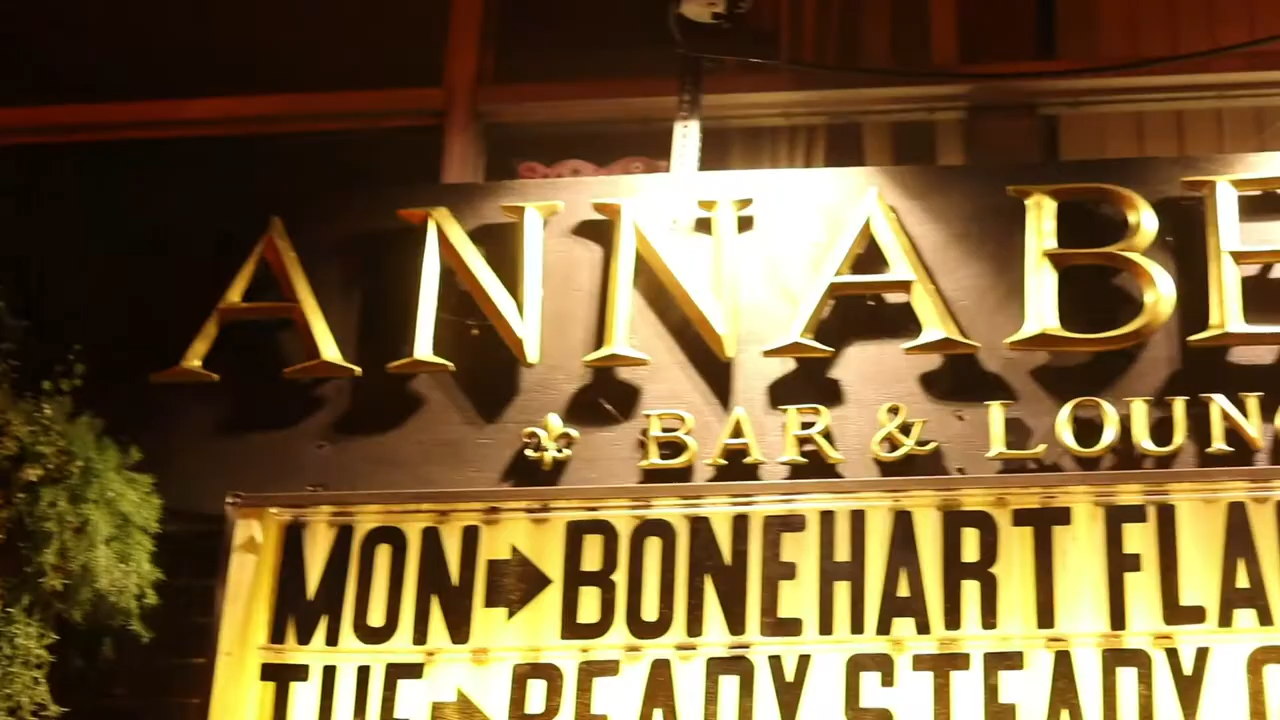 ANNABE
BAR & LOUN
MON➡BONEHART FLA
TUE➡READY STEADY